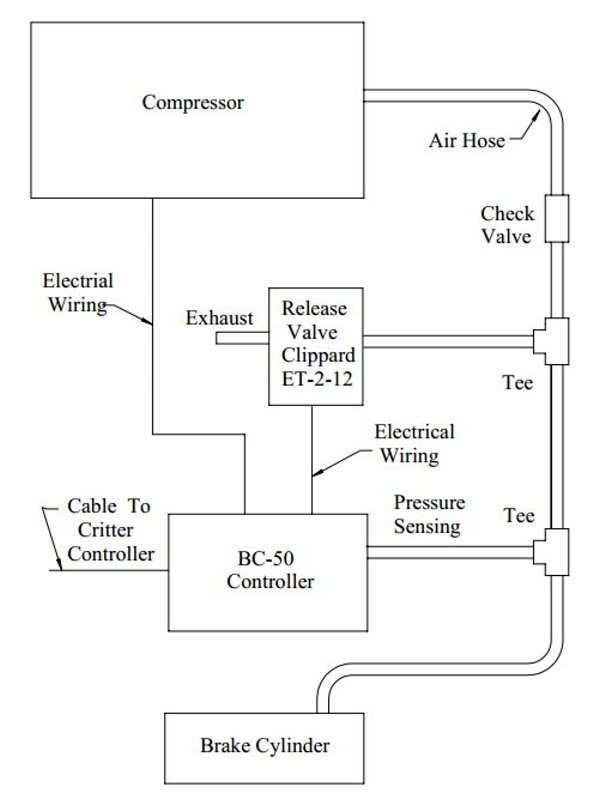 Compressor
Air Hose
Check
Valve
Electrial
Wiring
Exhaust
Release
Valve
Clippard
ET-2-12
Tee
Electrical
Wiring
Cable To
Critter
Controller
Pressure
Sensing
Tee
BC-50
Controller
Brake Cylinder